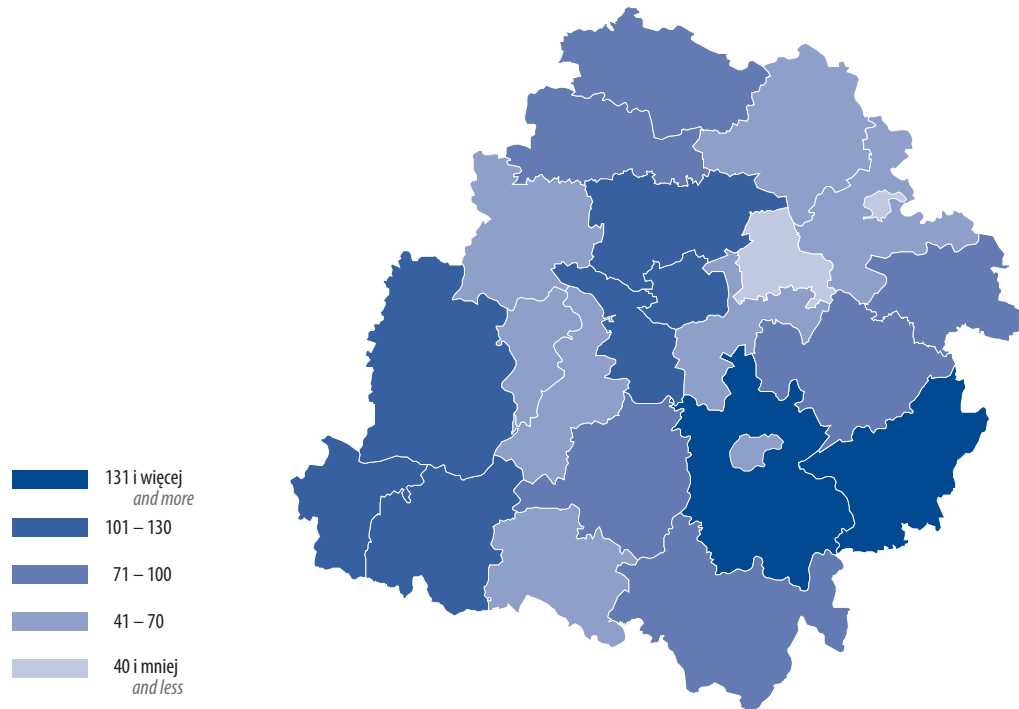 131 i więcej
and more
101 – 130
71 – 100
41 – 70
40 i mniej
and less